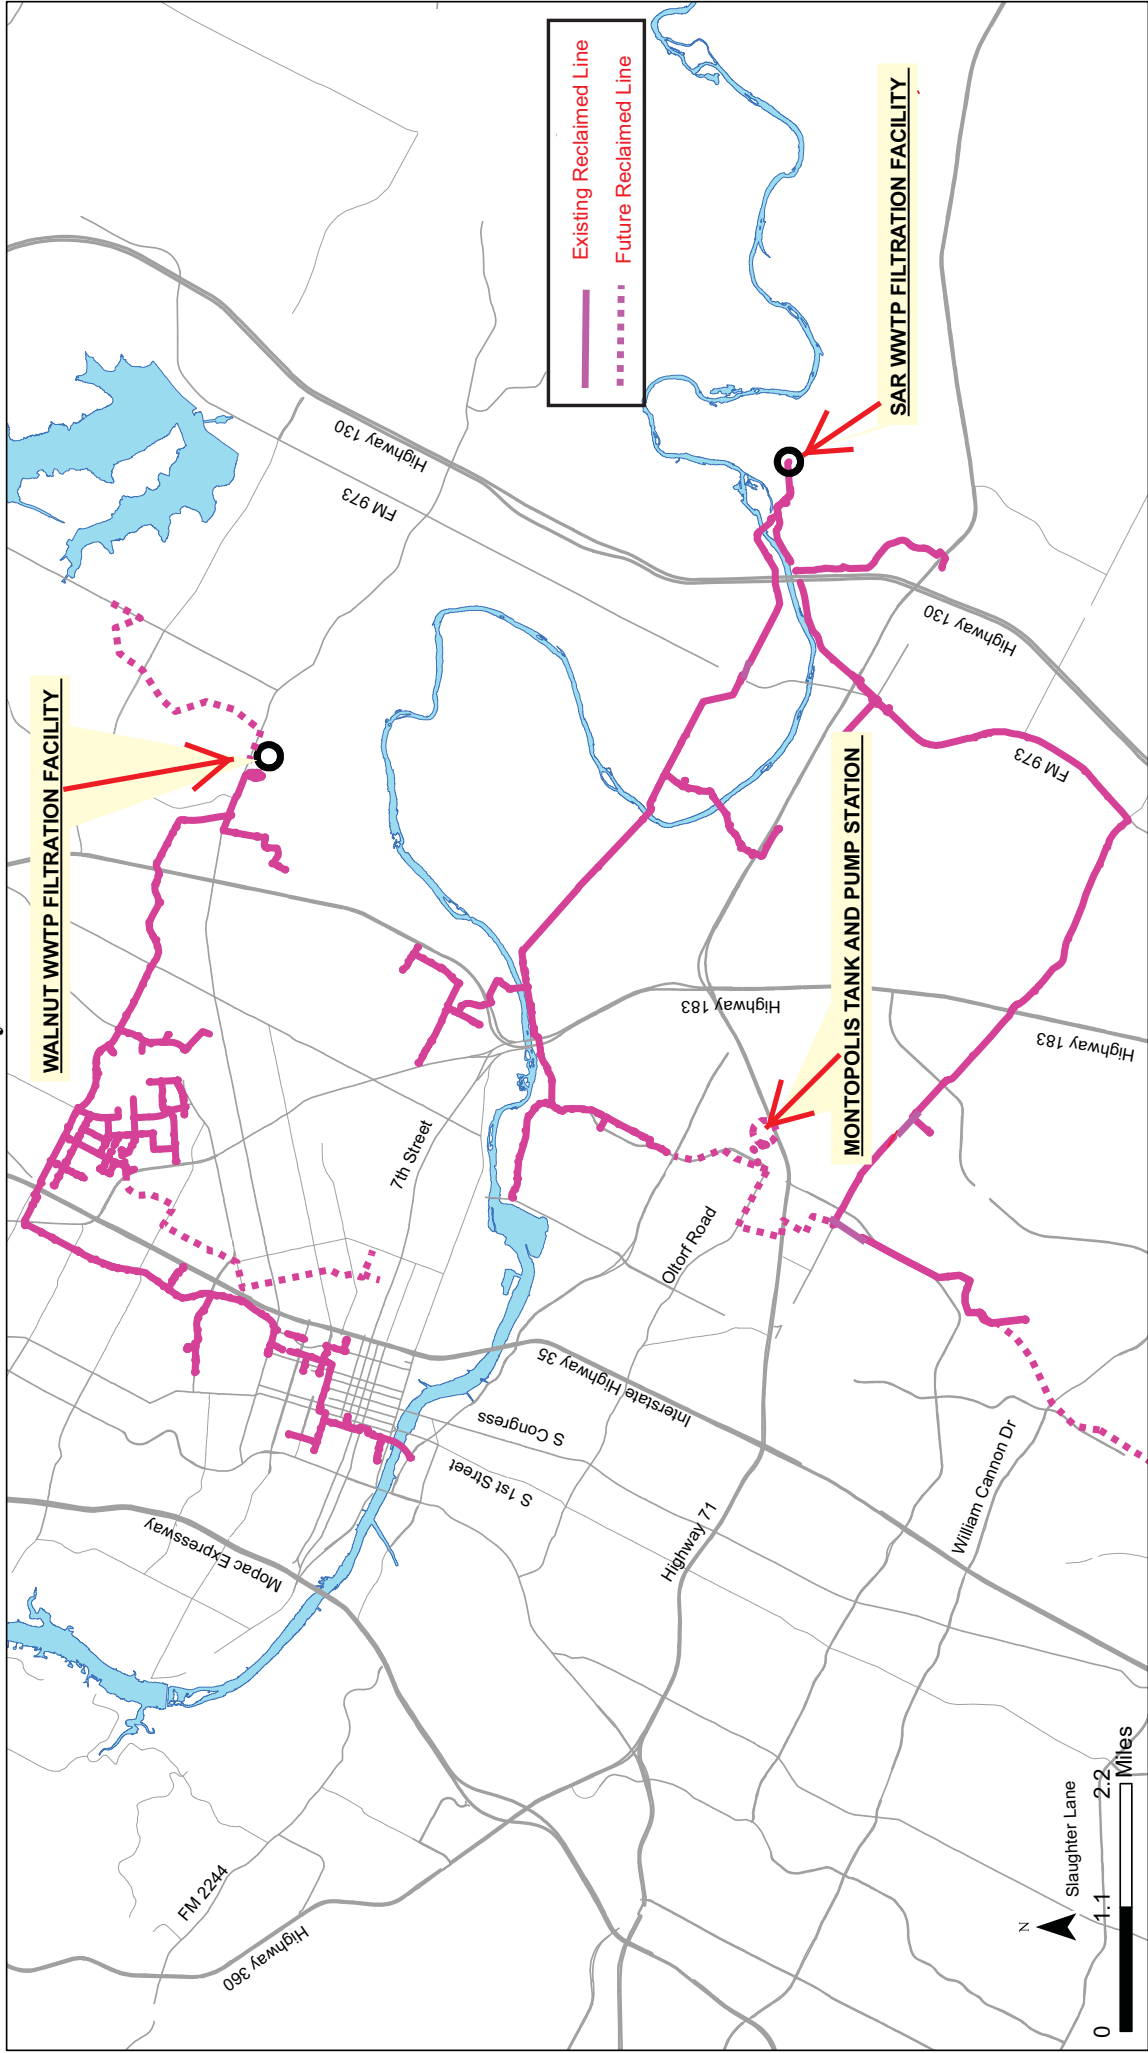 WALNUT WWTP FILTRATION FACILITY
Existing Reclaimed Line
Future Reclaimed Line
SAR WWTP FILTRATION FACILITY
Highway 130
FM 973
Highway 130
FM 973
MONTOPOLIS TANK AND PUMP STATION
Highway 183
Highway 183
7th Street
Oltorf Road
Interstate Highway 35
S Congress
S 1st Street
Highway 71
William Cannon Dr
Mopac Expressway
FM 2244
Highway 360
Slaughter Lane
N
0 1.1 2.2
Miles